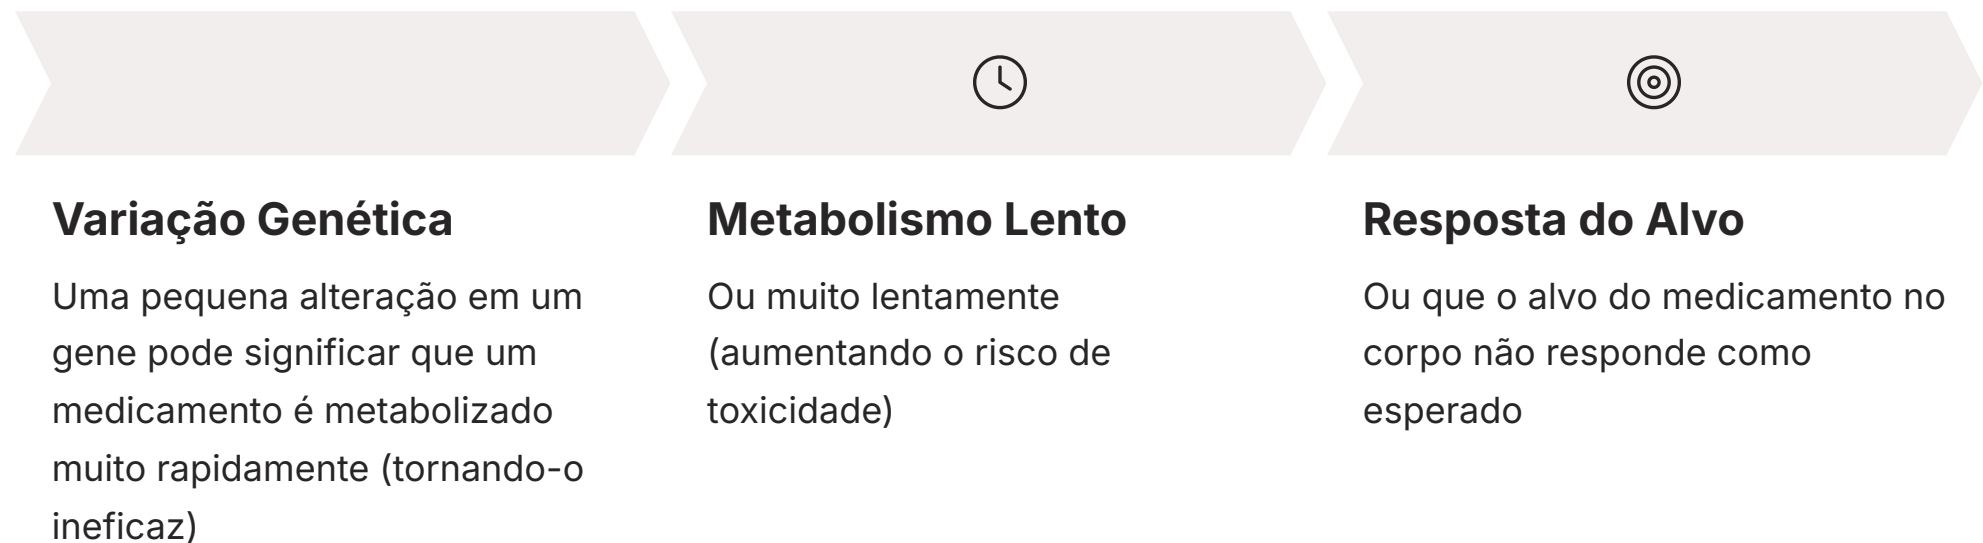 Variação Genética
Uma pequena alteração em um
gene pode significar que um
medicamento é metabolizado
muito rapidamente (tornando-o
ineficaz)
Metabolismo Lento
Ou muito lentamente
(aumentando o risco de
toxicidade)
Resposta do Alvo
Ou que o alvo do medicamento no
corpo não responde como
esperado